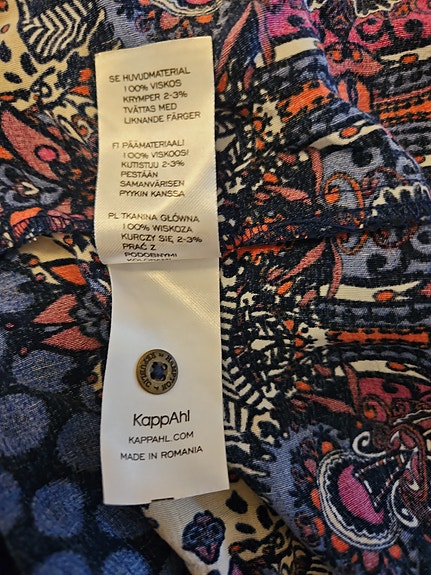 SE HUVUDMATERIAL
100% VISKOS
KRYMPER 2-3%
TVÄTTAS MED
LIKNANDE FÄRGER
FI PÄÄMATERIAALI
100% VISKOOSI
KUTISTUU 2-3%
PESTÄÄN
SAMANVÄRISEN
PYYKIN KANSSA
PL TKANINA GŁÓWNA
100% WISKOZA
KURCZY SIĘ, 2-3%
PRAĆ Z
PODOBNYMI
KappAhl
KAPPAHL.COM
MADE IN ROMANIA